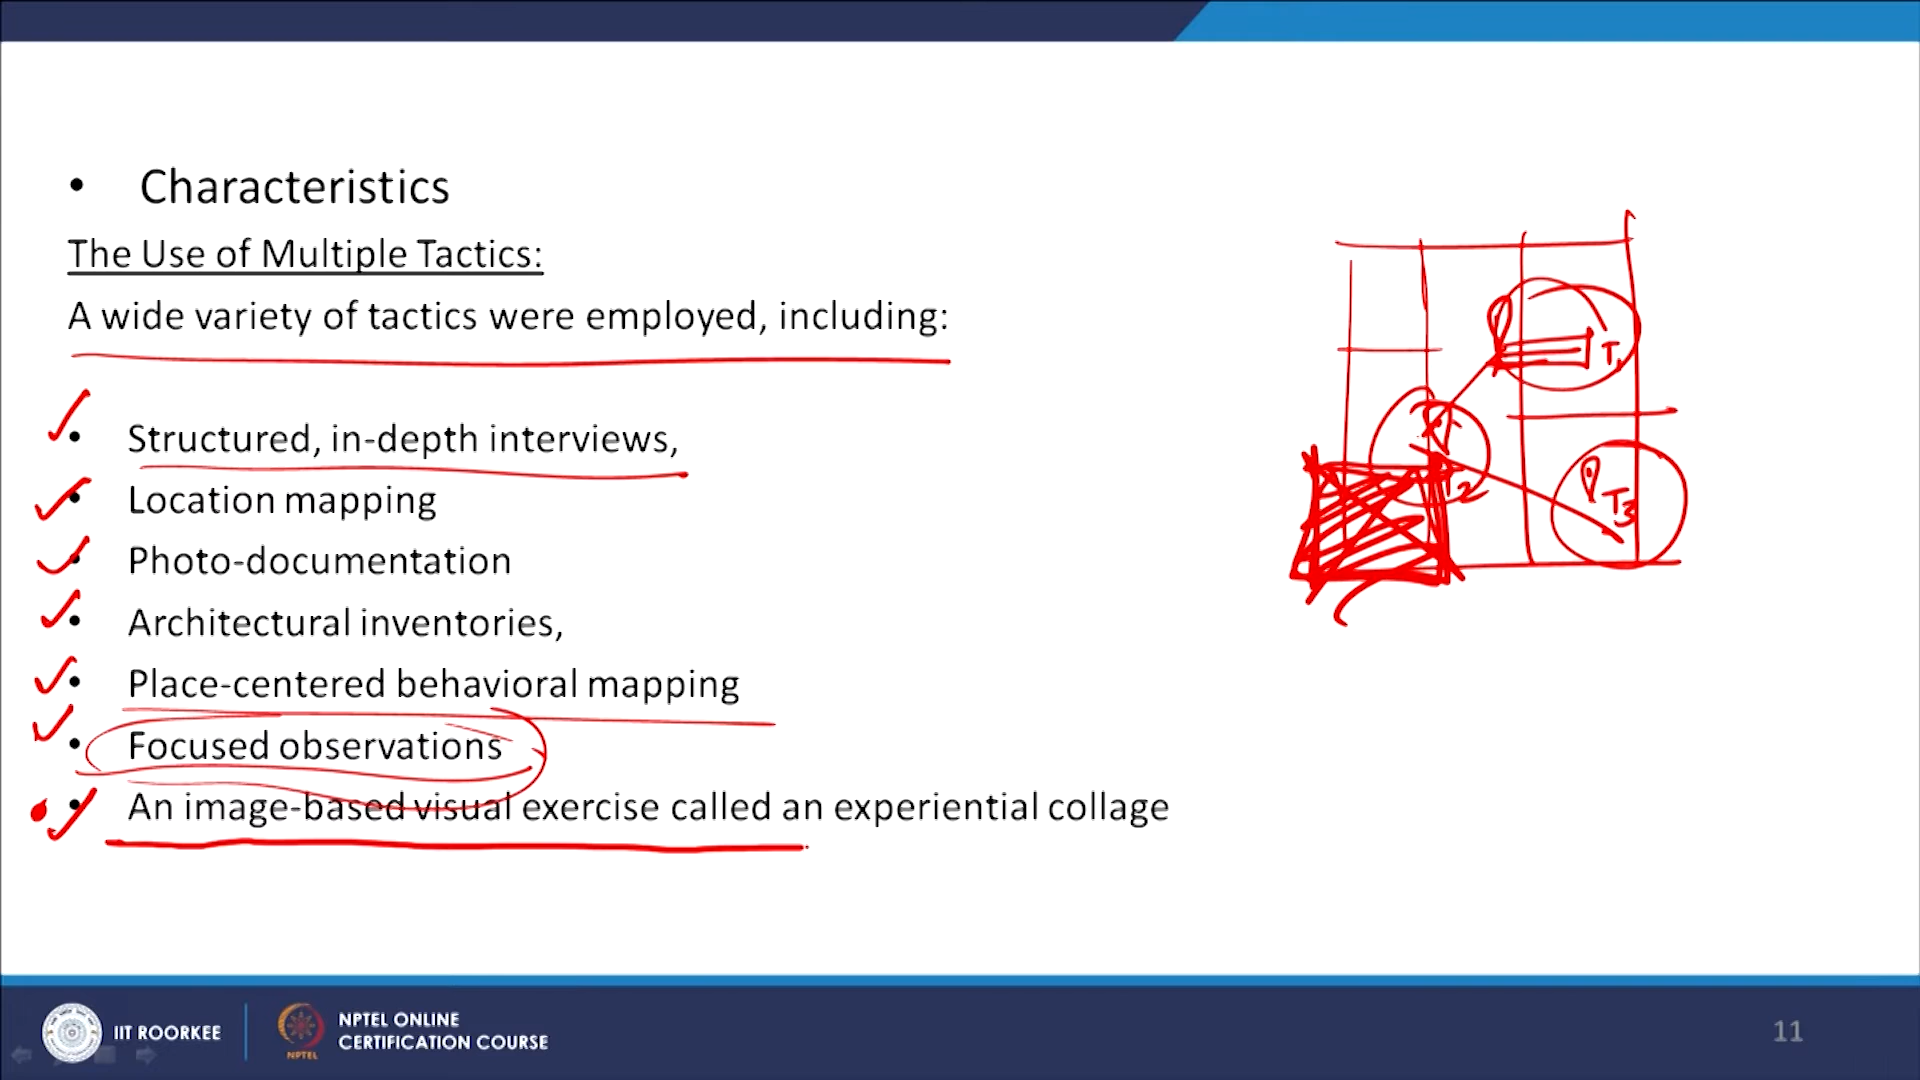 • Characteristics
The Use of Multiple Tactics:
A wide variety of tactics were employed, including:
• Structured, in-depth interviews,
• Location mapping
• Photo-documentation
• Architectural inventories,
• Place-centered behavioral mapping
• Focused observations
• An image-based visual exercise called an experiential collage
T1
T2
T3
IIT ROORKEE
NPTEL
NPTEL ONLINE
CERTIFICATION COURSE
11